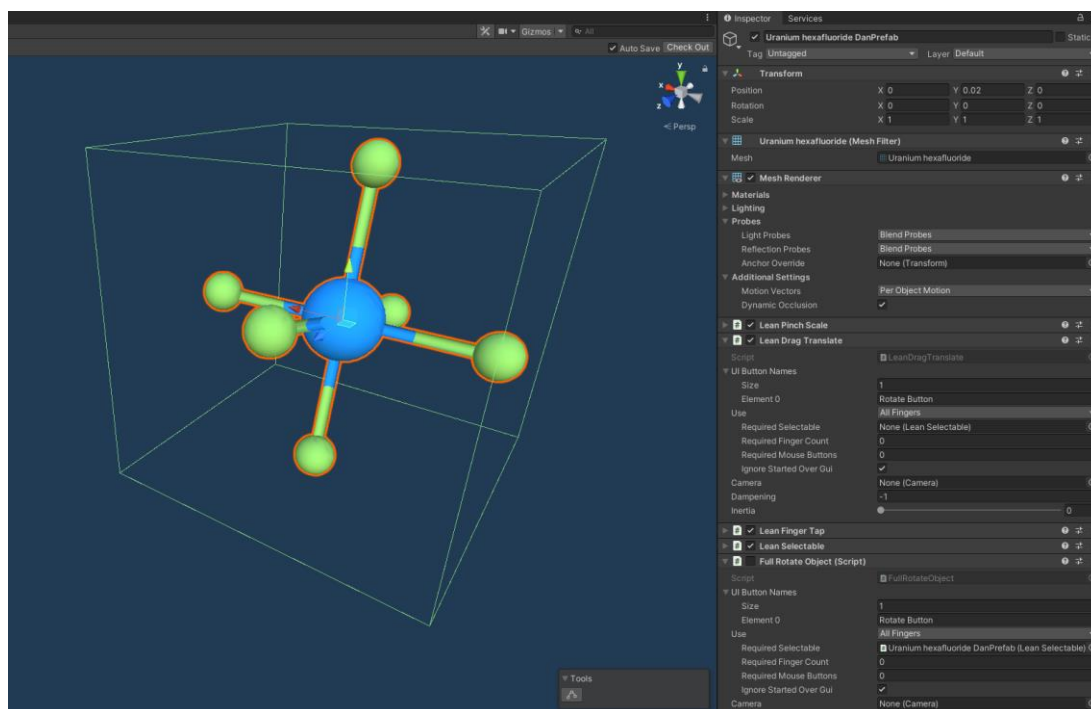 Gizmos All
Auto Save Check Out
y
x
z
Persp
Tools
Inspector Services
Uranium hexafluoride DanPrefab Static
Tag Untagged Layer Default
Transform
Position X 0 Y 0.02 Z 0
Rotation X 0 Y 0 Z 0
Scale X 1 Y 1 Z 1
Uranium hexafluoride (Mesh Filter)
Mesh Uranium hexafluoride
Mesh Renderer
Materials
Lighting
Probes
Light Probes Blend Probes
Reflection Probes Blend Probes
Anchor Override None (Transform)
Additional Settings
Motion Vectors Per Object Motion
Dynamic Occlusion
Lean Pinch Scale
Lean Drag Translate
Script LeanDragTranslate
UI Button Names
Size 1
Element 0 Rotate Button
Use All Fingers
Required Selectable None (Lean Selectable)
Required Finger Count 0
Required Mouse Buttons 0
Ignore Started Over Gui
Camera None (Camera)
Dampening -1
Inertia 0
Lean Finger Tap
Lean Selectable
Full Rotate Object (Script)
Script FullRotateObject
UI Button Names
Size 1
Element 0 Rotate Button
Use All Fingers
Required Selectable Uranium hexafluoride DanPrefab (Lean Selectable)
Required Finger Count 0
Required Mouse Buttons 0
Ignore Started Over Gui
Camera None (Camera)